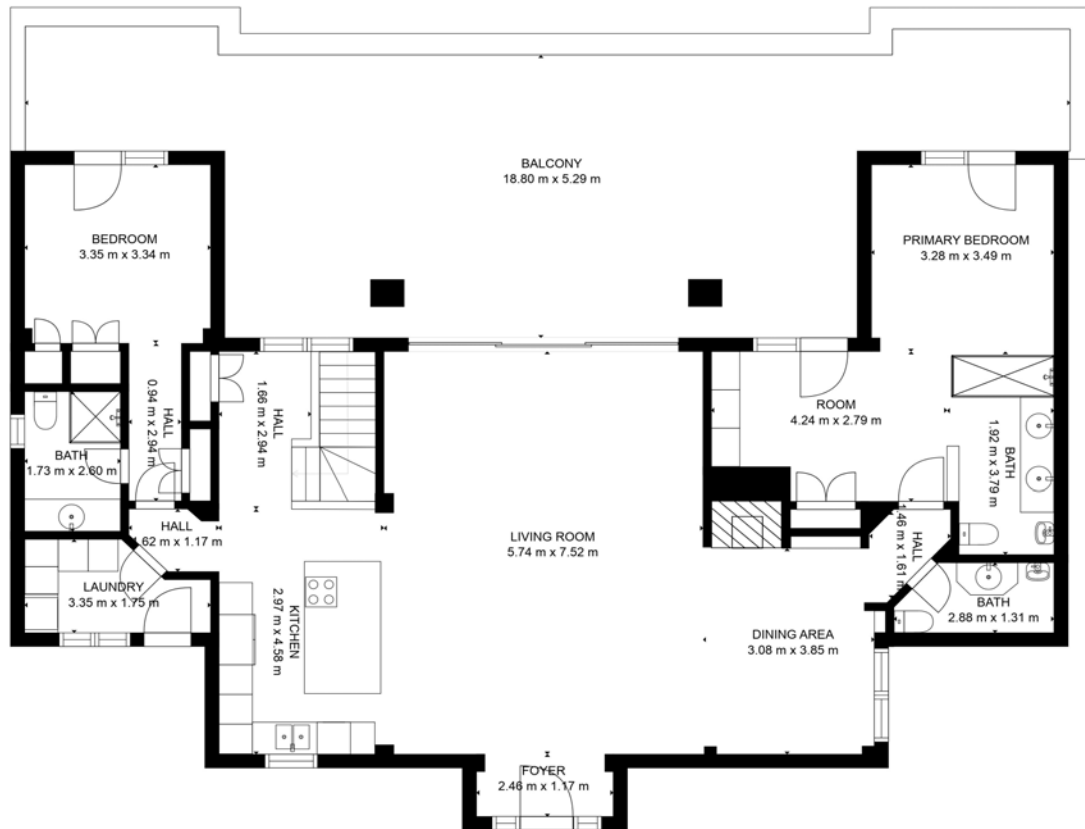 BALCONY
18.80 m x 5.29 m
BEDROOM
3.35 m x 3.34 m
PRIMARY BEDROOM
3.28 m x 3.49 m
HALL
0.94 m x 2.94 m
HALL
1.66 m x 2.94 m
ROOM
4.24 m x 2.79 m
BATH
1.73 m x 2.60 m
BATH
1.92 m x 3.79 m
HALL
.62 m x 1.17 m
LIVING ROOM
5.74 m x 7.52 m
HALL
1.46 m x 1.61 m
LAUNDRY
3.35 m x 1.75 m
KITCHEN
2.97 m x 4.58 m
BATH
2.88 m x 1.31 m
DINING AREA
3.08 m x 3.85 m
FOYER
2.46 m x 1.17 m